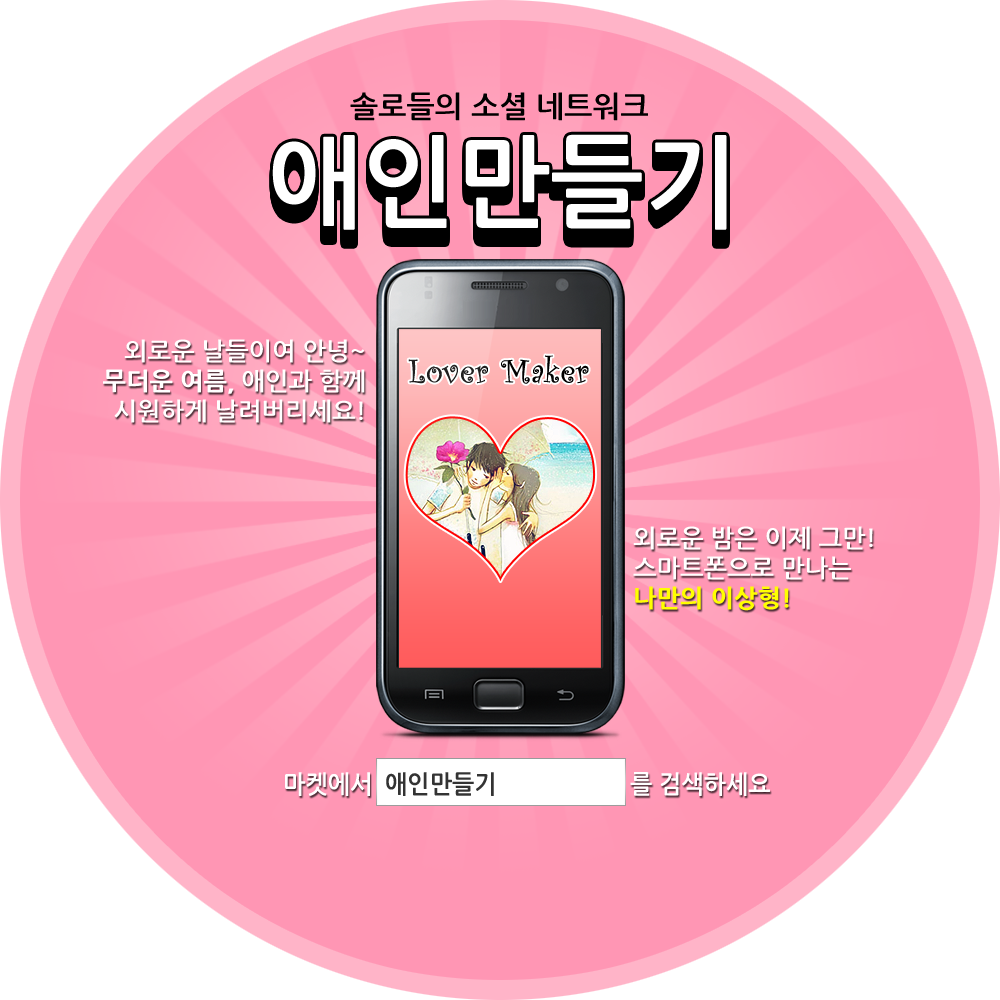 솔로들의 소셜 네트워크
애인만들기
Lover Maker
외로운 날들이여 안녕~
무더운 여름, 애인과 함께
시원하게 날려버리세요!
외로운 밤은 이제 그만!
스마트폰으로 만나는
나만의 이상형!
마켓에서 애인만들기 를 검색하세요